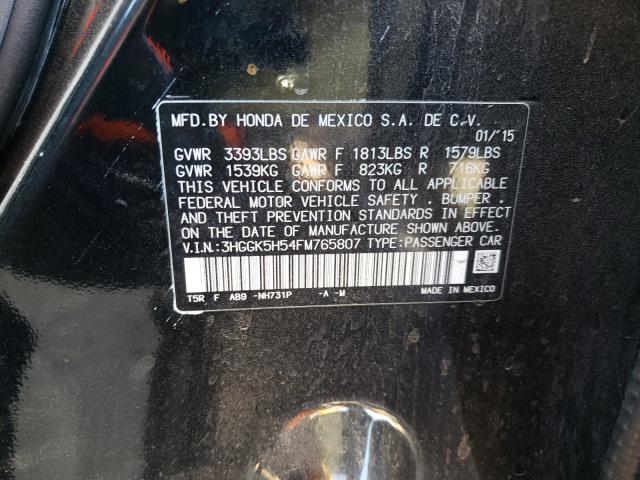 MFD.BY HONDA DE MEXICO S.A. DE C.V.
01/'15
GVWR 3393LBS GAWR F 1813LBS R 1579LBS
GVWR 1539KG GAWR F 823KG R 716KG
THIS VEHICLE CONFORMS TO ALL APPLICABLE
FEDERAL MOTOR VEHICLE SAFETY . BUMPER .
AND THEFT PREVENTION STANDARDS IN EFFECT
ON THE DATE OF MANUFACTURE SHOWN ABOVE.
V.I.N:3HGGK5H54FM765807 TYPE:PASSENGER CAR
T5R F AB9 -NH731P -A -M MADE IN MEXICO